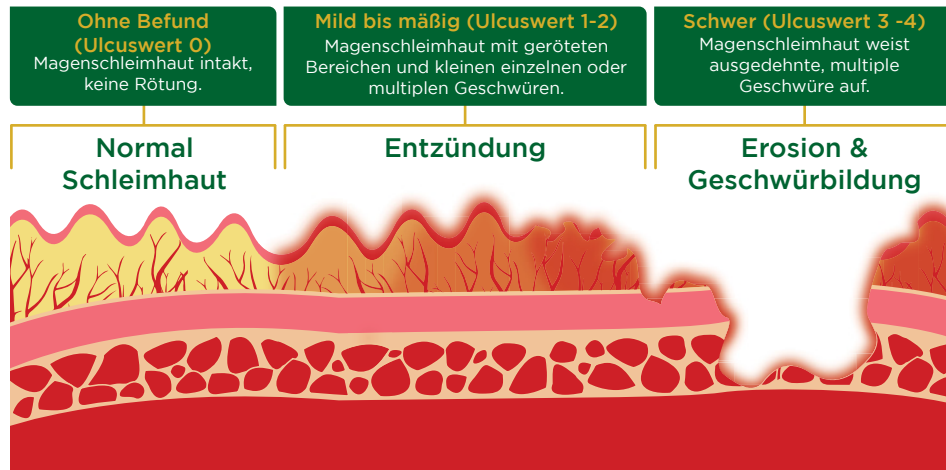 Ohne Befund
(Ulcuswert 0)
Magenschleimhaut intakt,
keine Rötung.
Mild bis mäßig (Ulcuswert 1-2)
Magenschleimhaut mit geröteten
Bereichen und kleinen einzelnen oder
multiplen Geschwüren.
Schwer (Ulcuswert 3 -4)
Magenschleimhaut weist
ausgedehnte, multiple
Geschwüre auf.
Normal
Schleimhaut
Entzündung
Erosion &
Geschwürbildung